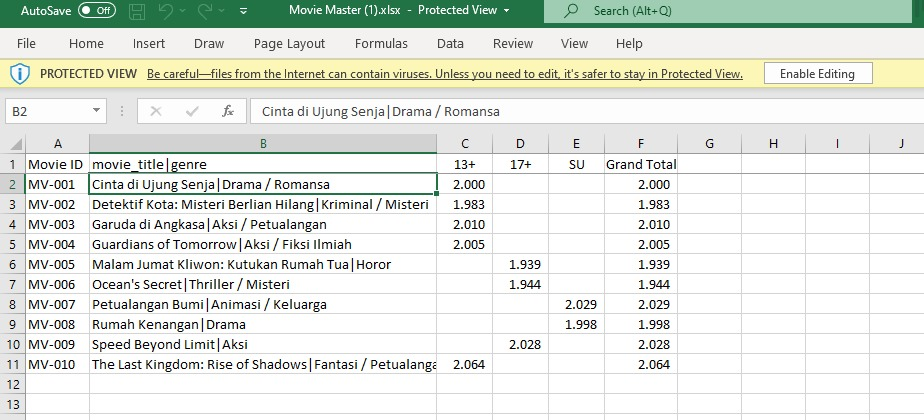 AutoSave Off Movie Master (1).xlsx - Protected View Search (Alt+Q)
File Home Insert Draw Page Layout Formulas Data Review View Help
PROTECTED VIEW Be careful—files from the Internet can contain viruses. Unless you need to edit, it's safer to stay in Protected View. Enable Editing
B2 fx Cinta di Ujung Senja|Drama / Romansa
A B C D E F G H I J
1 Movie ID movie_title|genre 13+ 17+ SU Grand Total
2 MV-001 Cinta di Ujung Senja|Drama / Romansa 2.000 2.000
3 MV-002 Detektif Kota: Misteri Berlian Hilang|Kriminal / Misteri 1.983 1.983
4 MV-003 Garuda di Angkasa|Aksi / Petualangan 2.010 2.010
5 MV-004 Guardians of Tomorrow|Aksi / Fiksi Ilmiah 2.005 2.005
6 MV-005 Malam Jumat Kliwon: Kutukan Rumah Tua|Horor 1.939 1.939
7 MV-006 Ocean's Secret|Thriller / Misteri 1.944 1.944
8 MV-007 Petualangan Bumi|Animasi / Keluarga 2.029 2.029
9 MV-008 Rumah Kenangan|Drama 1.998 1.998
10 MV-009 Speed Beyond Limit|Aksi 2.028 2.028
11 MV-010 The Last Kingdom: Rise of Shadows|Fantasi / Petualanga 2.064 2.064
12
13